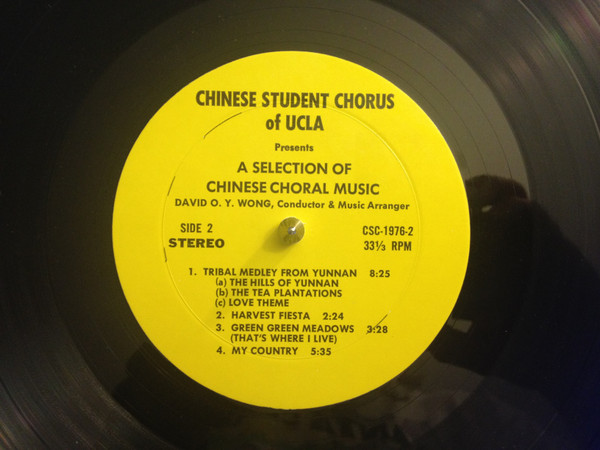 CHINESE STUDENT CHORUS
of UCLA
Presents
A SELECTION OF
CHINESE CHORAL MUSIC
DAVID O. Y. WONG, Conductor & Music Arranger
SIDE 2
STEREO
CSC-1976-2
33⅓ RPM
1. TRIBAL MEDLEY FROM YUNNAN 8:25
(a) THE HILLS OF YUNNAN
(b) THE TEA PLANTATIONS
(c) LOVE THEME
2. HARVEST FIESTA 2:24
3. GREEN GREEN MEADOWS 3:28
(THAT'S WHERE I LIVE)
4. MY COUNTRY 5:35